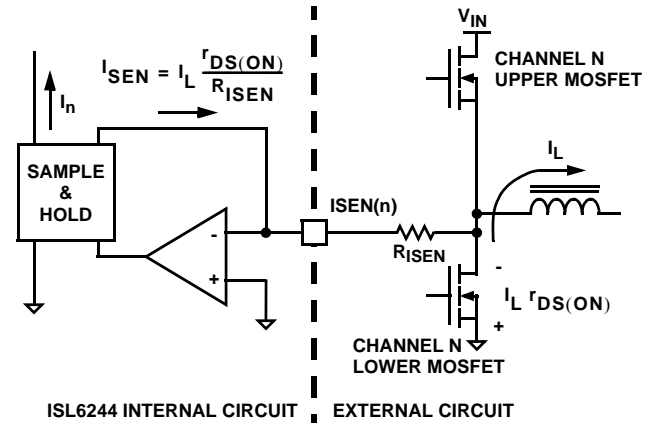 V_IN
CHANNEL N
UPPER MOSFET
I_SEN = I_L r_DS(ON) / R_ISEN
I_n
I_L
SAMPLE
&
HOLD
ISEN(n)
-
+
R_ISEN
-
I_L r_DS(ON)
+
CHANNEL N
LOWER MOSFET
ISL6244 INTERNAL CIRCUIT
EXTERNAL CIRCUIT